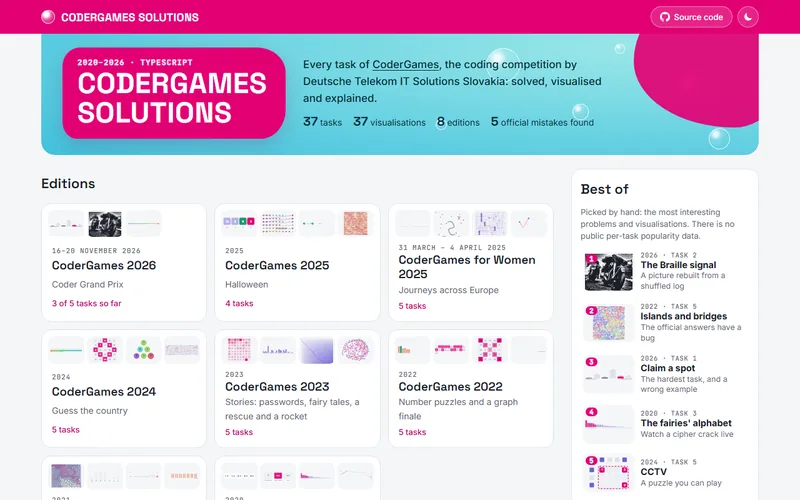 CODERGAMES SOLUTIONS
Source code
2020–2026 · TYPESCRIPT
CODERGAMES
SOLUTIONS
Every task of CoderGames, the coding competition by
Deutsche Telekom IT Solutions Slovakia: solved, visualised
and explained.
37 tasks 37 visualisations 8 editions 5 official mistakes found
Editions
16–20 NOVEMBER 2026
CoderGames 2026
Coder Grand Prix
3 of 5 tasks so far
2025
CoderGames 2025
Halloween
4 tasks
31 MARCH – 4 APRIL 2025
CoderGames for Women
2025
Journeys across Europe
5 tasks
2024
CoderGames 2024
Guess the country
5 tasks
2023
CoderGames 2023
Stories: passwords, fairy tales, a
rescue and a rocket
5 tasks
2022
CoderGames 2022
Number puzzles and a graph
finale
5 tasks
Best of
Picked by hand: the most interesting
problems and visualisations. There is no
public per-task popularity data.
1
2026 · TASK 2
The Braille signal
A picture rebuilt from a
shuffled log
2
2022 · TASK 5
Islands and bridges
The official answers have a
bug
3
2026 · TASK 1
Claim a spot
The hardest task, and a
wrong example
4
2020 · TASK 3
The fairies' alphabet
Watch a cipher crack live
5
2024 · TASK 5
CCTV
A puzzle you can play